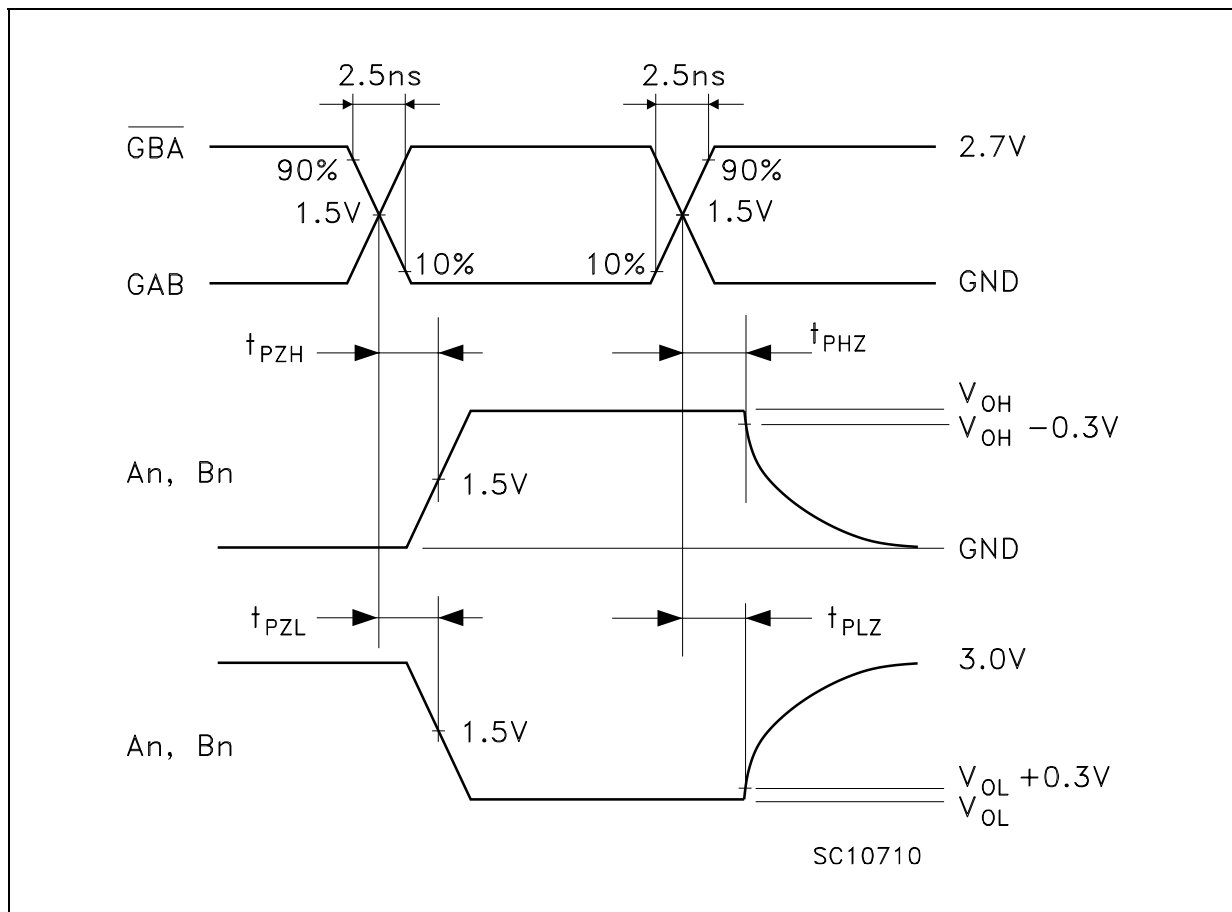 2.5ns 2.5ns
GBA 2.7V
90% 90%
1.5V 1.5V
10% 10%
GAB GND
tPZH tPHZ
VOH
VOH −0.3V
An, Bn 1.5V
GND
tPZL tPLZ
3.0V
1.5V
An, Bn
VOL +0.3V
VOL
SC10710